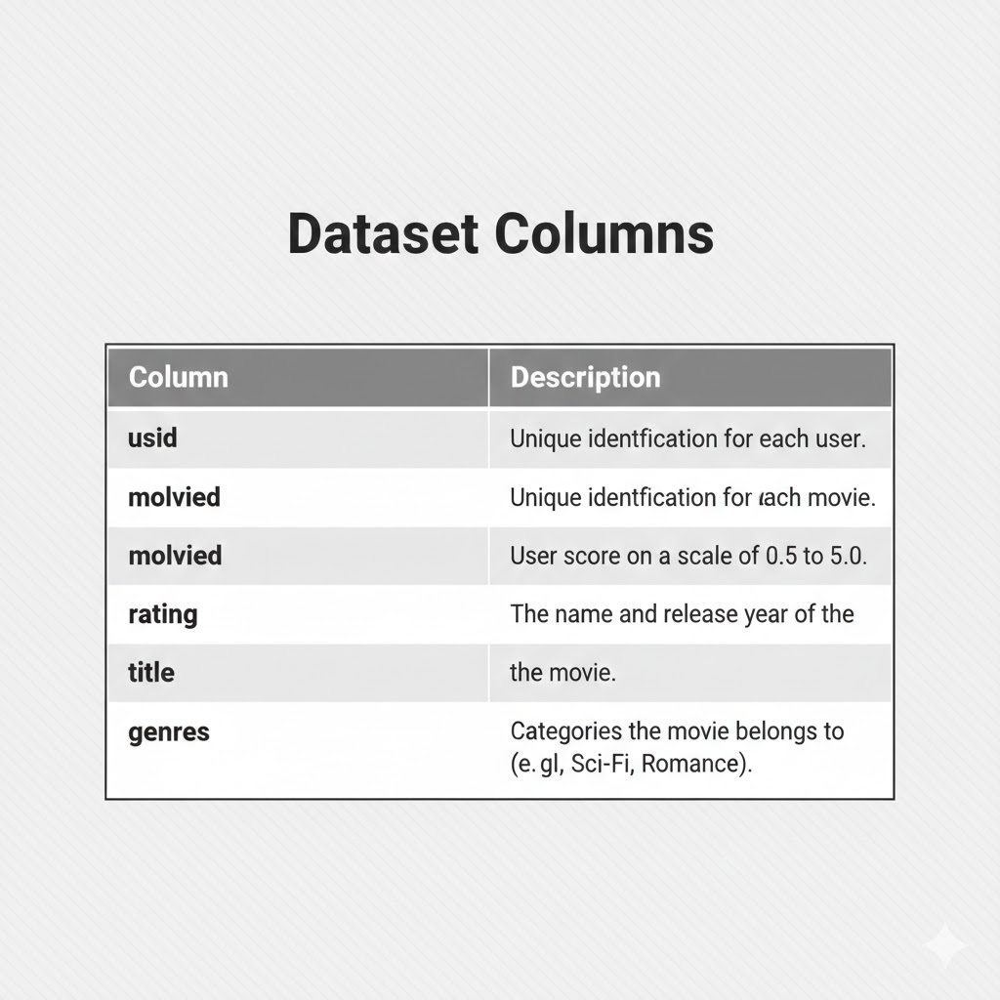 Dataset Columns
Column Description
usid Unique identfication for each user.
molvied Unique identfication for each movie.
molvied User score on a scale of 0.5 to 5.0.
rating The name and release year of the
title the movie.
genres Categories the movie belongs to
(e. gl, Sci-Fi, Romance).